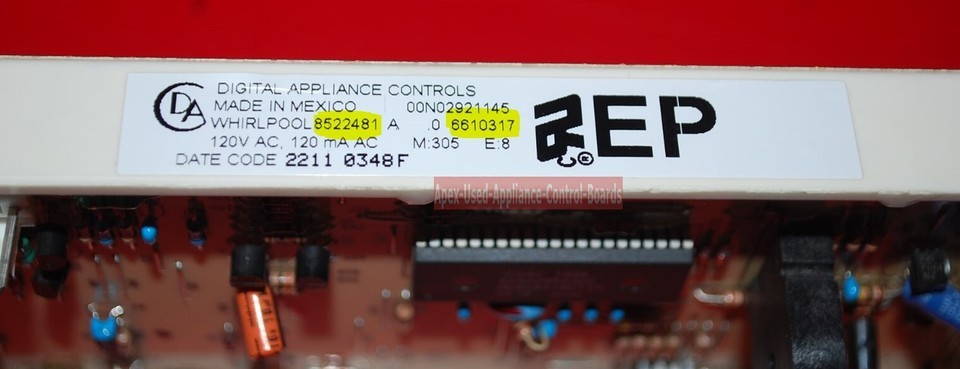 DIGITAL APPLIANCE CONTROLS
MADE IN MEXICO 00N02921145
WHIRLPOOL 8522481 A .0 6610317
120V AC, 120 mA AC M:305 E:8
DATE CODE 2211 0348F
CDA
EP
®
Apex-Used-Appliance-Control-Boards